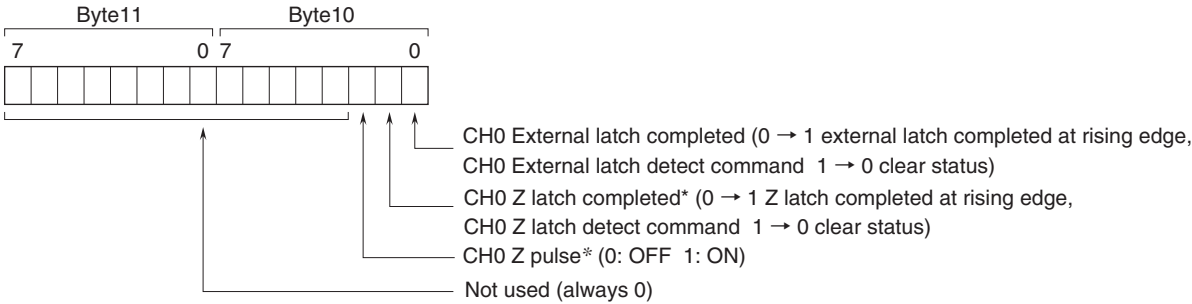 Byte11 Byte10
7 0 7 0
CH0 External latch completed (0 → 1 external latch completed at rising edge,
CH0 External latch detect command 1 → 0 clear status)
CH0 Z latch completed* (0 → 1 Z latch completed at rising edge,
CH0 Z latch detect command 1 → 0 clear status)
CH0 Z pulse* (0: OFF 1: ON)
Not used (always 0)